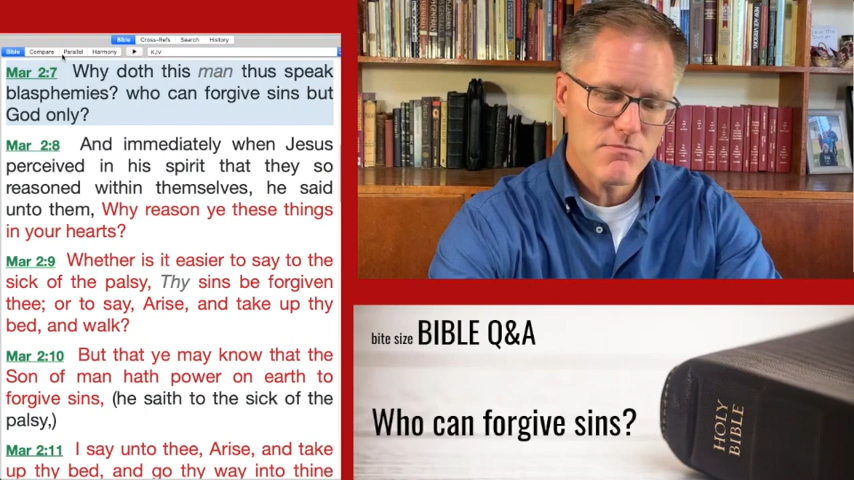 Bible Cross-Refs Search History
Bible Compare Parallel Harmony KJV
Mar 2:7 Why doth this man thus speak
blasphemies? who can forgive sins but
God only?
Mar 2:8 And immediately when Jesus
perceived in his spirit that they so
reasoned within themselves, he said
unto them, Why reason ye these things
in your hearts?
Mar 2:9 Whether is it easier to say to the
sick of the palsy, Thy sins be forgiven
thee; or to say, Arise, and take up thy
bed, and walk?
Mar 2:10 But that ye may know that the
Son of man hath power on earth to
forgive sins, (he saith to the sick of the
palsy,)
Mar 2:11 I say unto thee, Arise, and take
up thy bed, and go thy way into thine
bite size BIBLE Q&A
Who can forgive sins?
HOLY
BIBLE